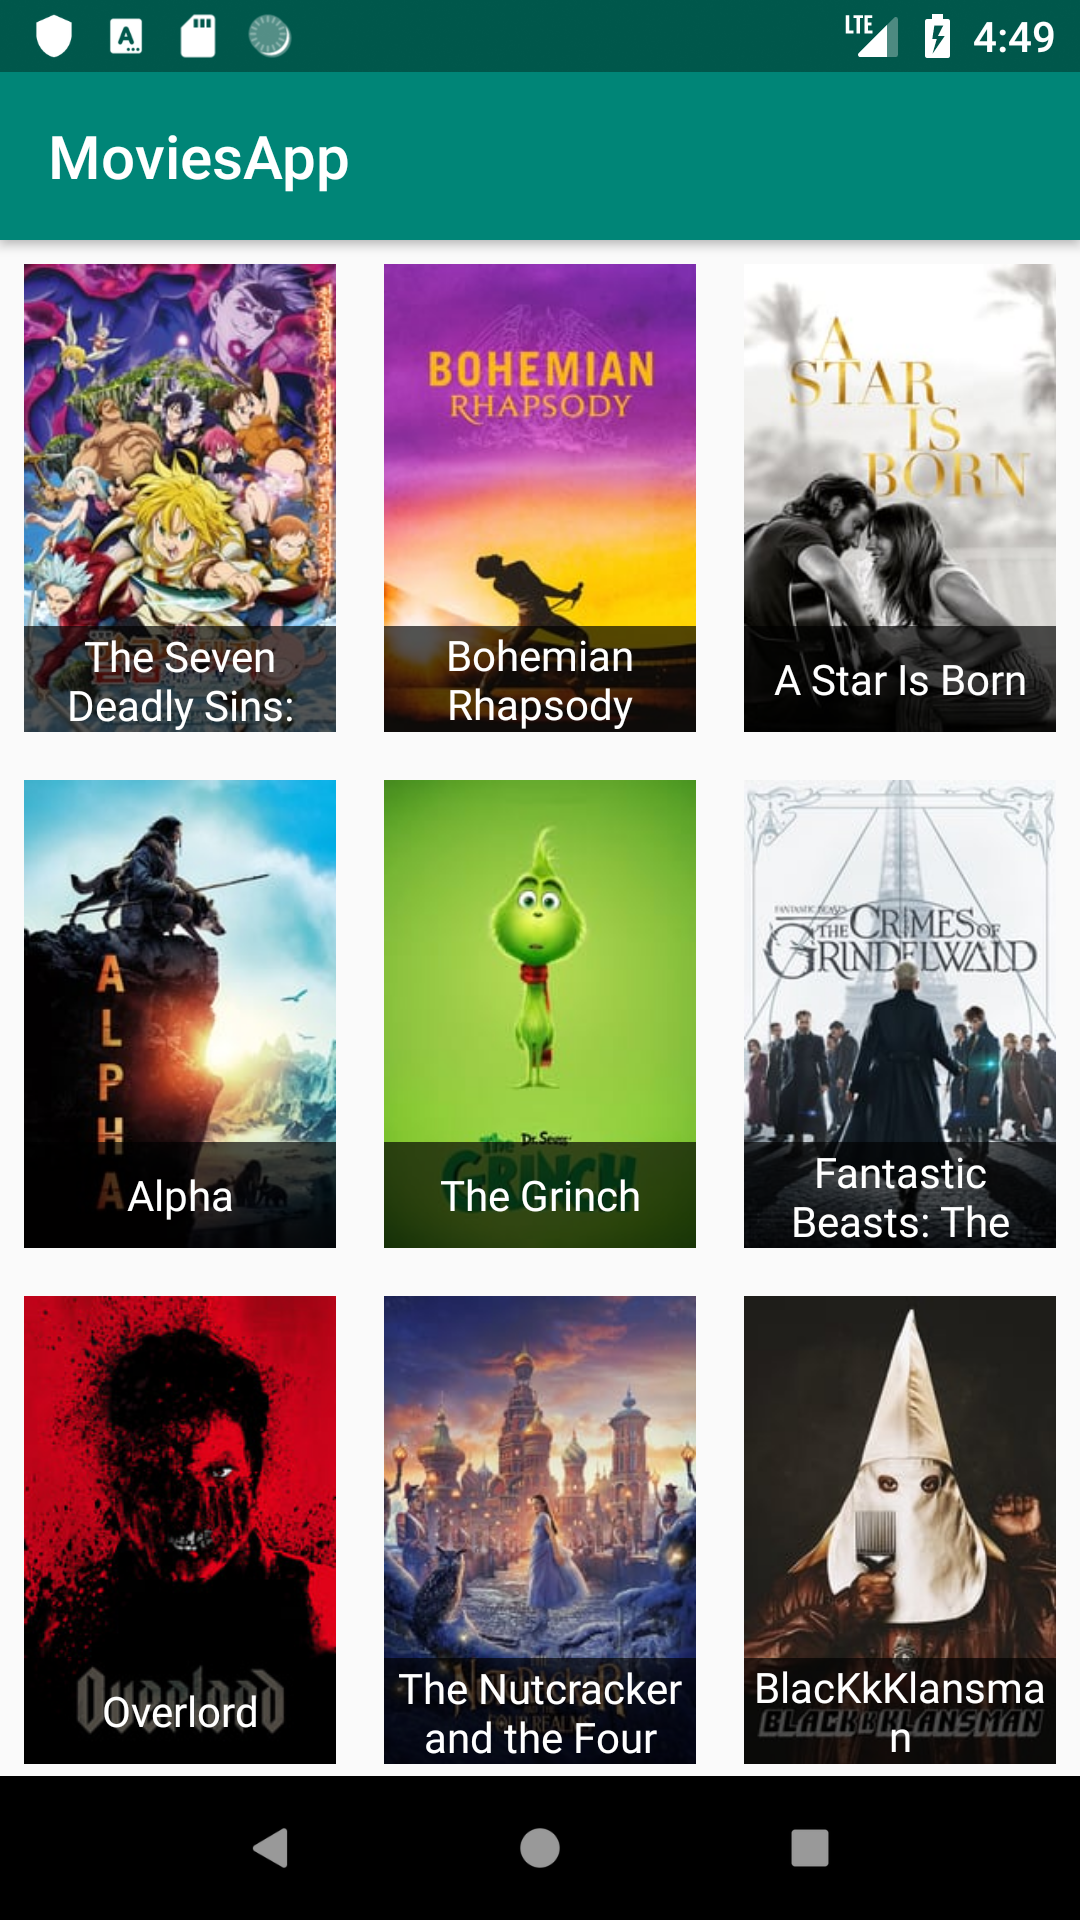 LTE 4:49
MoviesApp
The Seven
Deadly Sins:
BOHEMIAN
RHAPSODY
Bohemian
Rhapsody
A
STAR
IS
BORN
A Star Is Born
ALPHA
Alpha
Dr. Seuss'
The
GRINCH
The Grinch
FANTASTIC BEASTS
THE CRIMES OF
GRINDELWALD
Fantastic
Beasts: The
Overlord
Overlord
THE
NUTCRACKER
FOUR REALMS
The Nutcracker
and the Four
BLACKKKLANSMAN
BlacKkKlansma
n